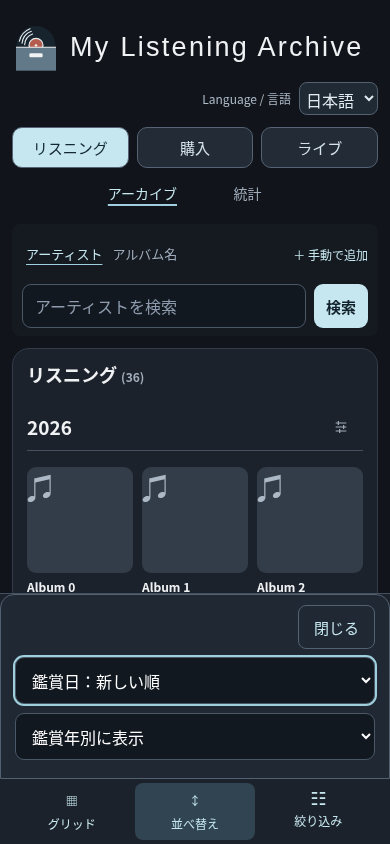 My Listening Archive
Language / 言語 日本語
リスニング 購入 ライブ
アーカイブ 統計
アーティスト アルバム名 ＋ 手動で追加
アーティストを検索 検索
リスニング (36)
2026
Album 0 Album 1 Album 2
閉じる
鑑賞日：新しい順
鑑賞年別に表示
グリッド 並べ替え 絞り込み